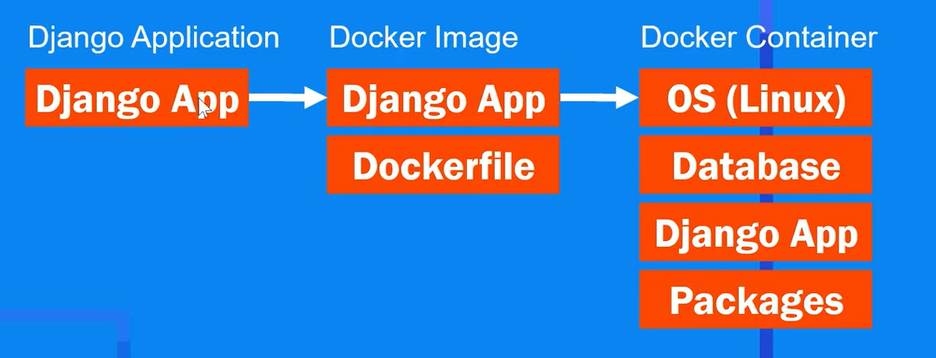 Django Application
Django App
Docker Image
Django App
Dockerfile
Docker Container
OS (Linux)
Database
Django App
Packages